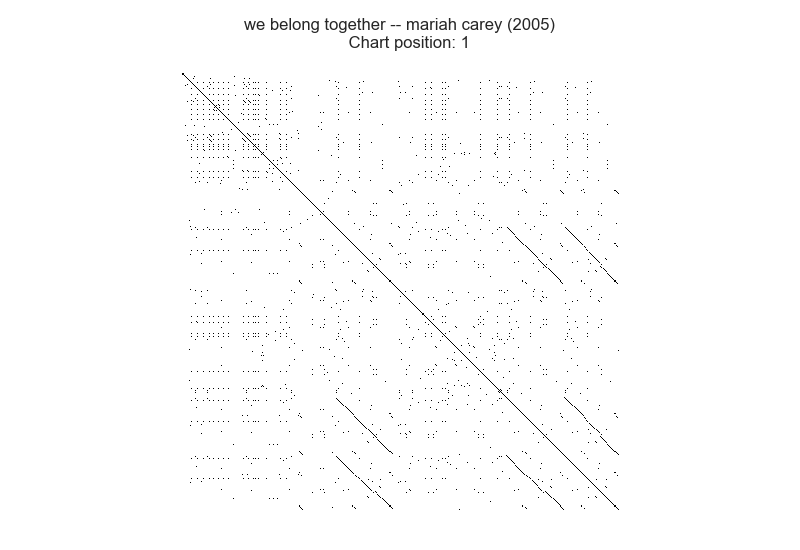 we belong together -- mariah carey (2005)
Chart position: 1